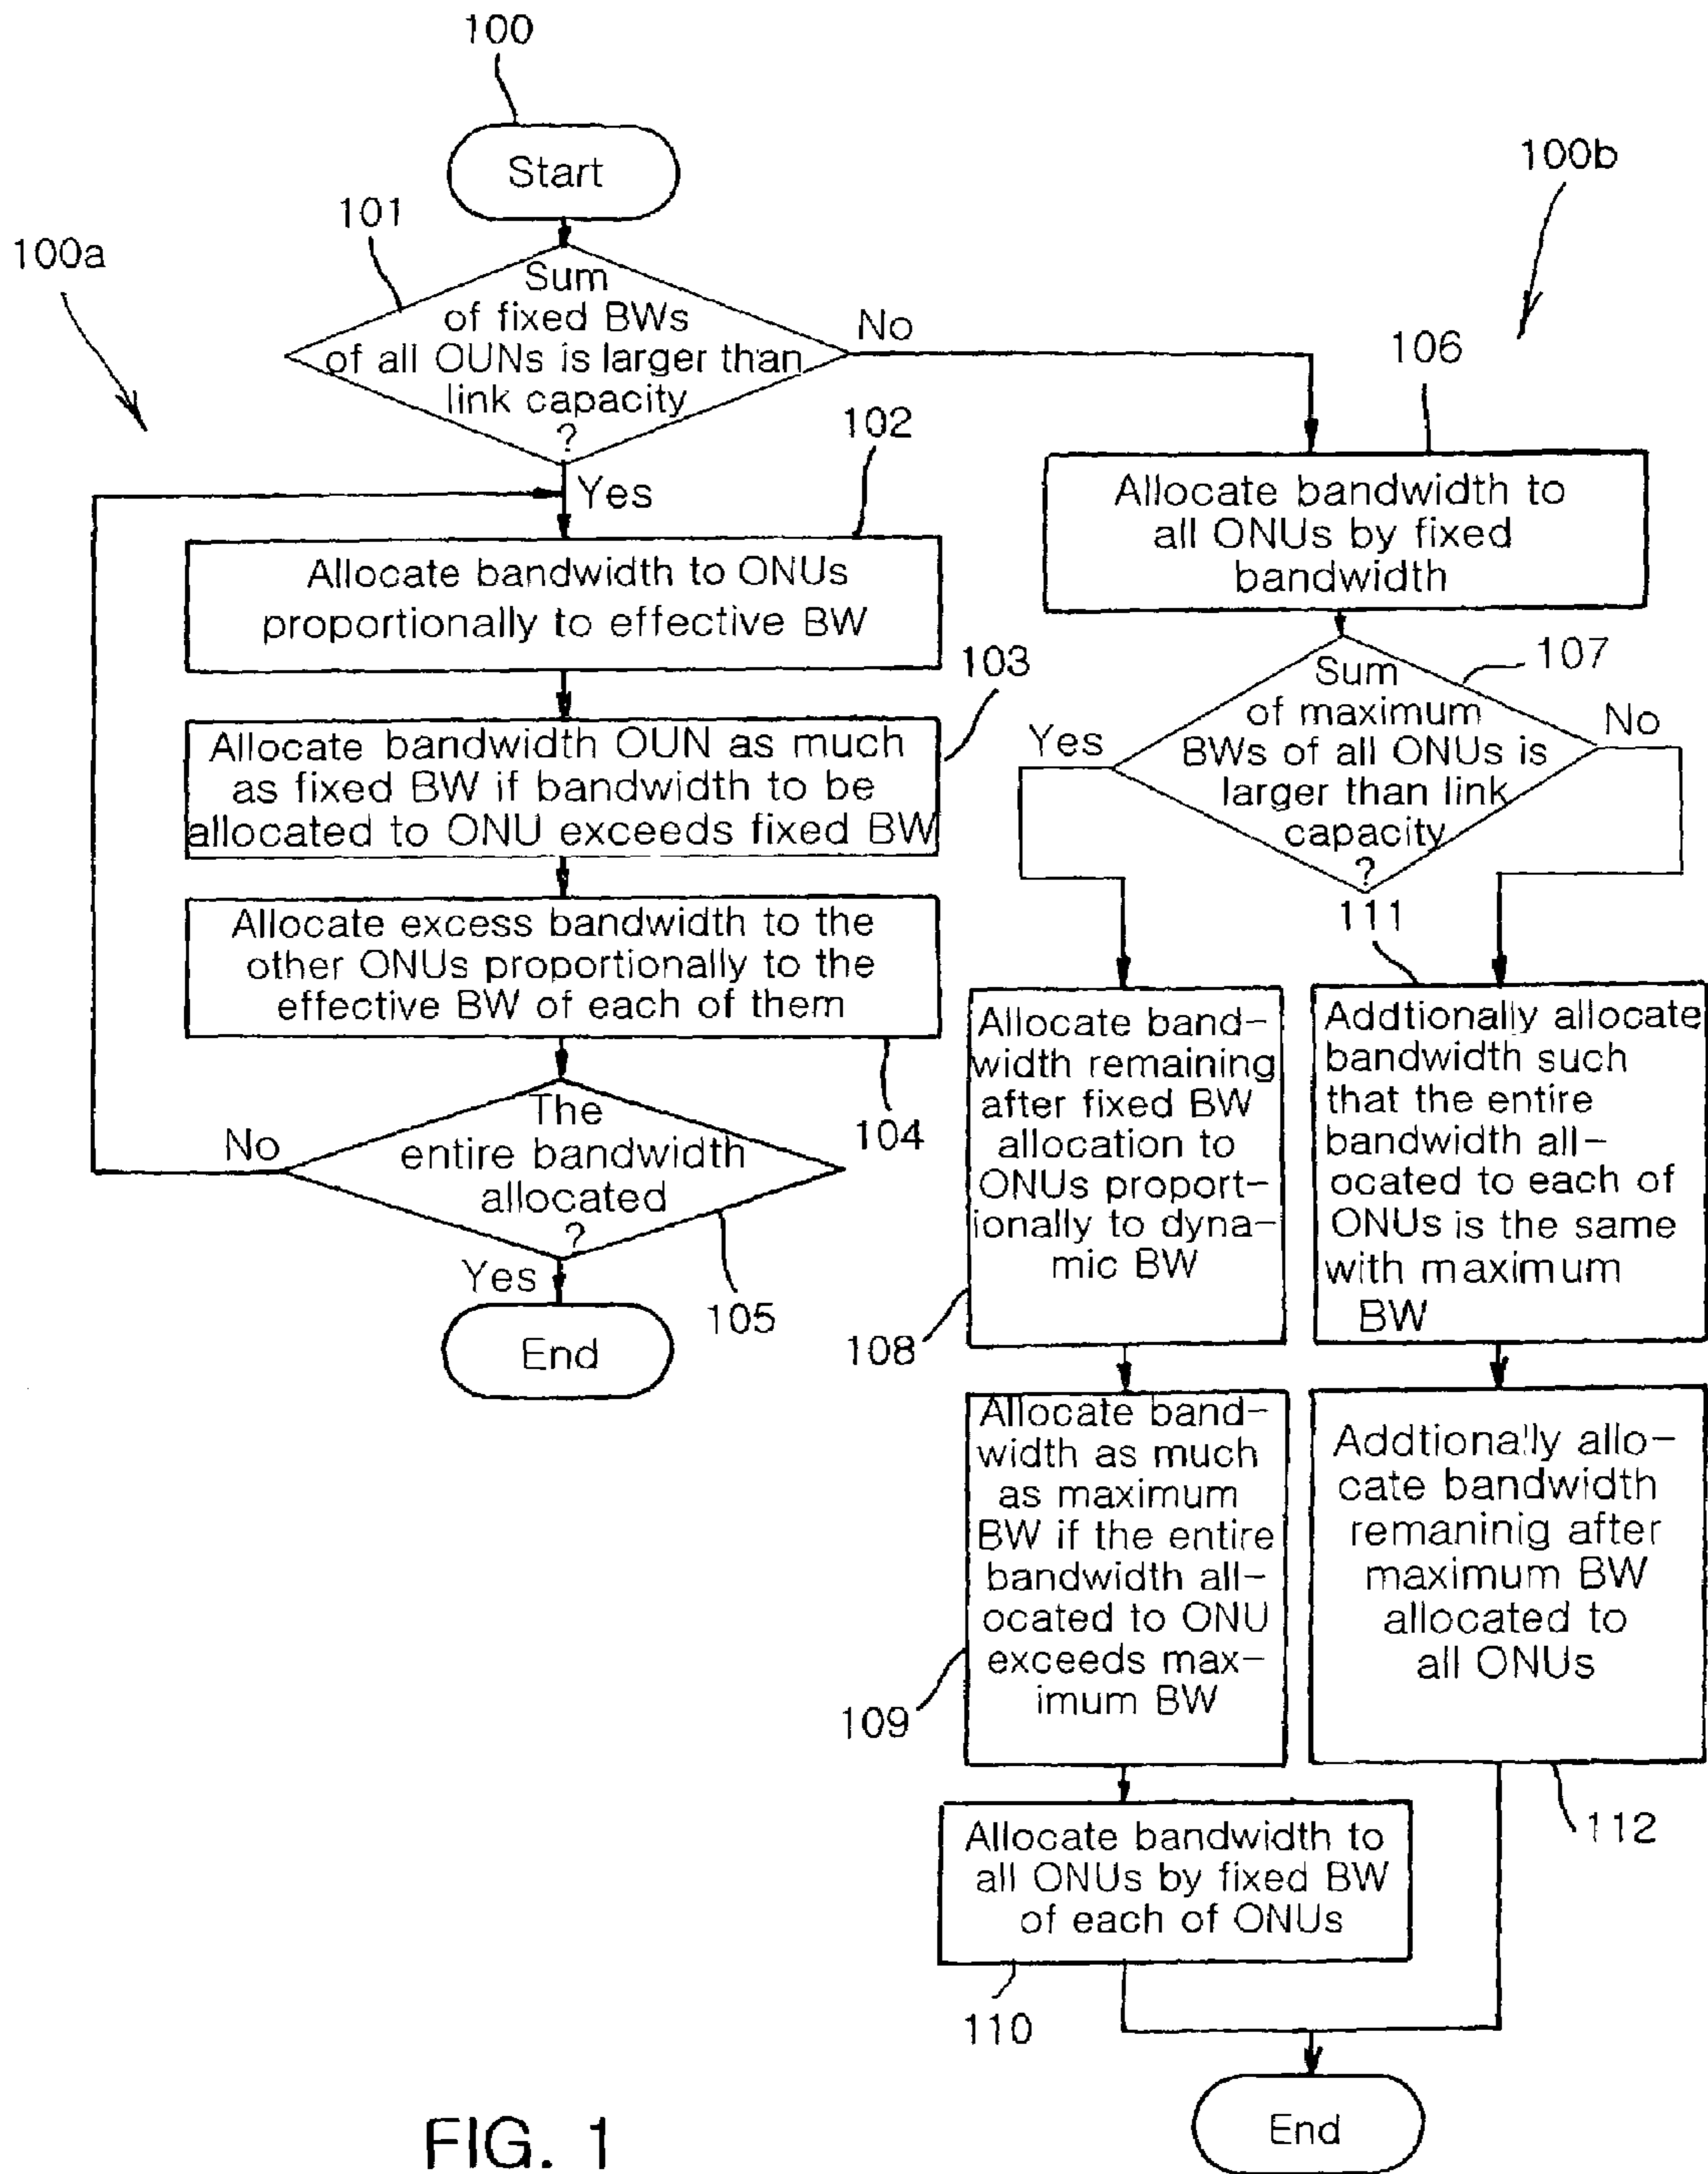 100
Start
100b
101
100a
Sum
of fixed BWs
of all OUNs is larger than
link capacity
?
No
Yes
102
Allocate bandwidth to ONUs
proportionally to effective BW
103
Allocate bandwidth OUN as much
as fixed BW if bandwidth to be
allocated to ONU exceeds fixed BW
Allocate excess bandwidth to the
other ONUs proportionally to the
effective BW of each of them
104
The
entire bandwidth
allocated
?
No
Yes
105
End
106
Allocate bandwidth to
all ONUs by fixed
bandwidth
107
Sum
of maximum
BWs of all ONUs is
larger than link
capacity
?
Yes
No
111
Allocate band-
width remaining
after fixed BW
allocation to
ONUs proport-
ionally to dyna-
mic BW
108
Addtionally allocate
bandwidth such
that the entire
bandwidth all-
ocated to each of
ONUs is the same
with maximum
BW
Allocate band-
width as much
as maximum
BW if the entire
bandwidth all-
ocated to ONU
exceeds max-
imum BW
109
Addtionally allo-
cate bandwidth
remaninig after
maximum BW
allocated to
all ONUs
112
Allocate bandwidth to
all ONUs by fixed BW
of each of ONUs
110
End
FIG. 1